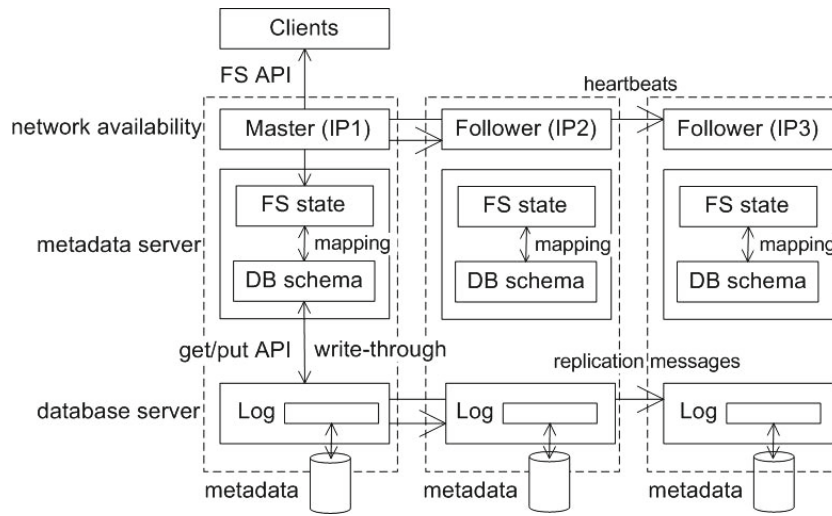 Clients
FS API
heartbeats
network availability
Master (IP1)
Follower (IP2)
Follower (IP3)
metadata server
FS state
FS state
FS state
mapping
mapping
mapping
DB schema
DB schema
DB schema
get/put API
write-through
replication messages
database server
Log
Log
Log
metadata
metadata
metadata